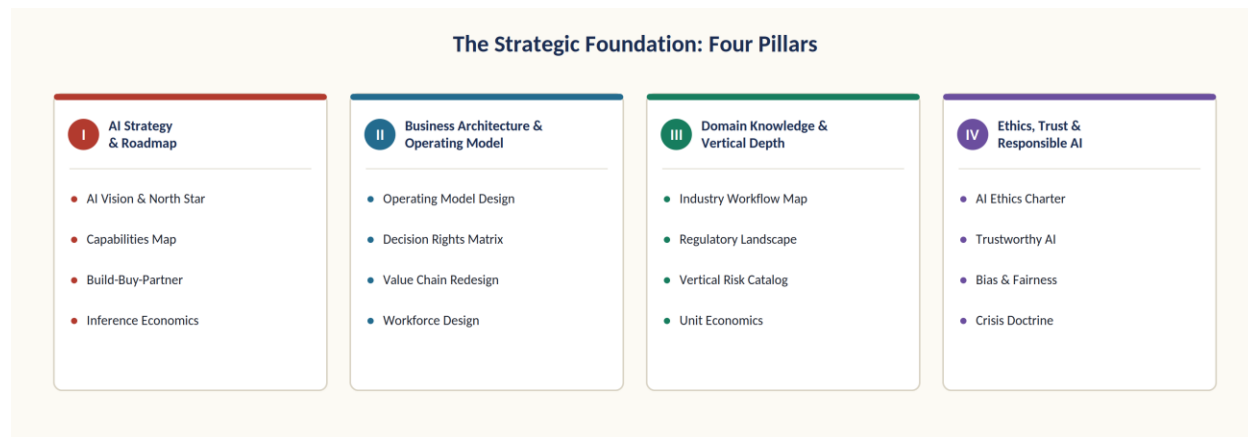 The Strategic Foundation: Four Pillars
I
AI Strategy
& Roadmap
AI Vision & North Star
Capabilities Map
Build-Buy-Partner
Inference Economics
II
Business Architecture &
Operating Model
Operating Model Design
Decision Rights Matrix
Value Chain Redesign
Workforce Design
III
Domain Knowledge &
Vertical Depth
Industry Workflow Map
Regulatory Landscape
Vertical Risk Catalog
Unit Economics
IV
Ethics, Trust &
Responsible AI
AI Ethics Charter
Trustworthy AI
Bias & Fairness
Crisis Doctrine